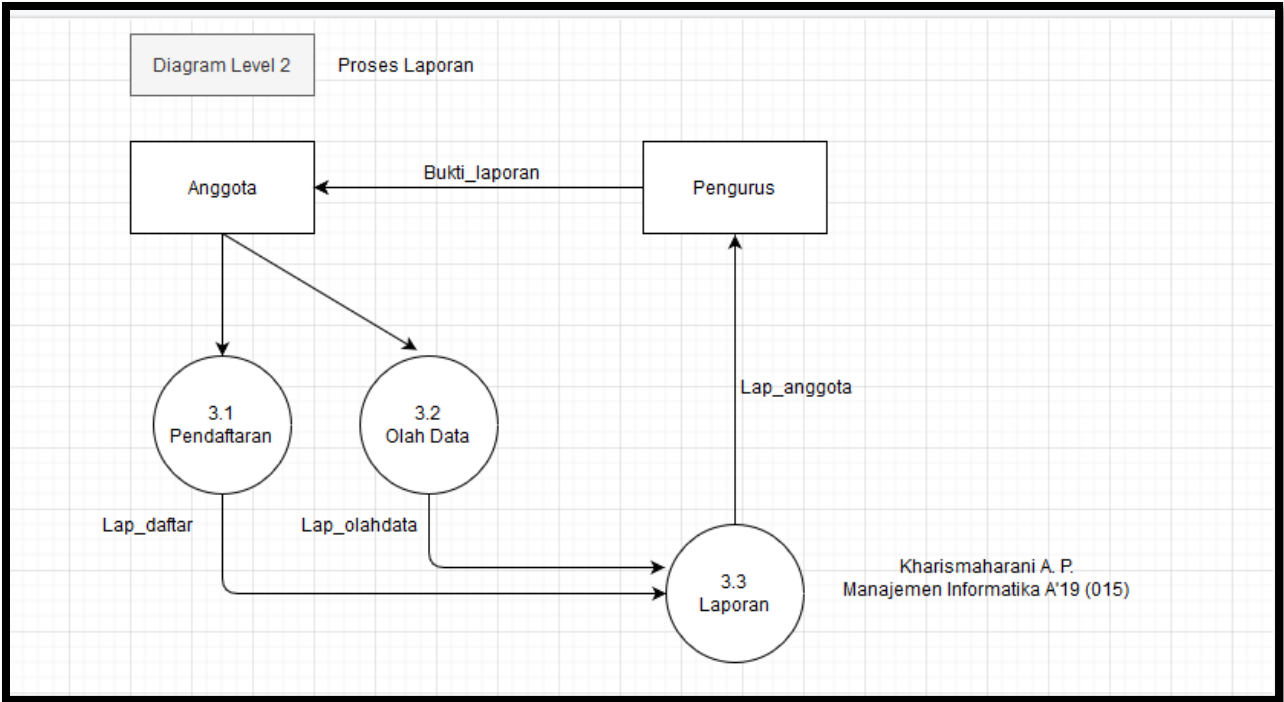 Diagram Level 2
Proses Laporan
Anggota
Bukti_laporan
Pengurus
Lap_anggota
3.1
Pendaftaran
3.2
Olah Data
Lap_daftar
Lap_olahdata
3.3
Laporan
Kharismaharani A. P.
Manajemen Informatika A'19 (015)